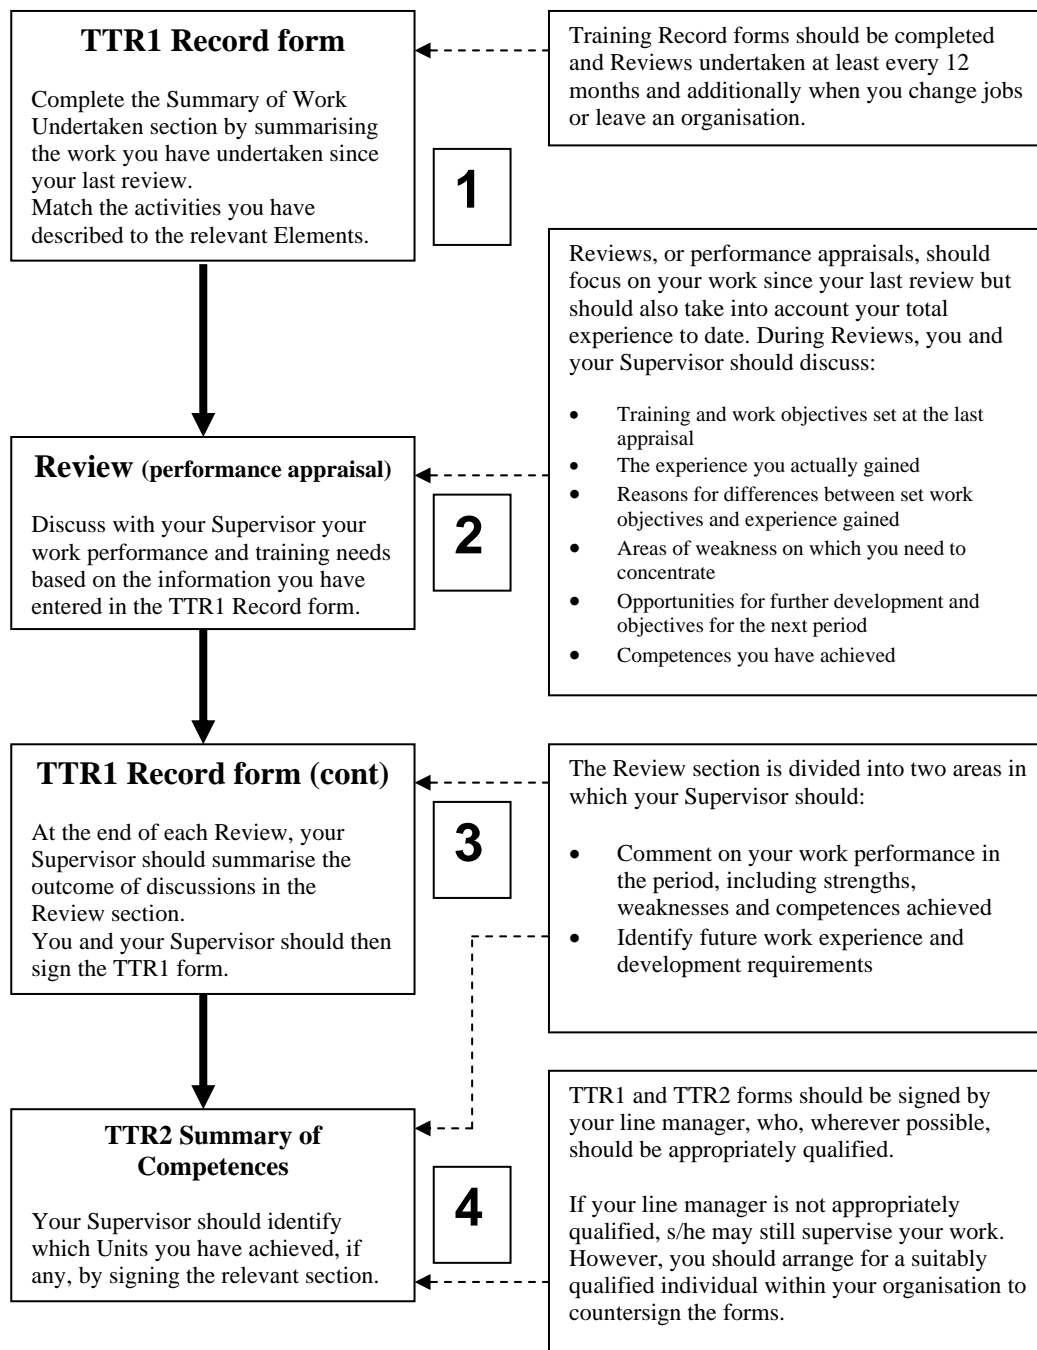 TTR1 Record form
Complete the Summary of Work
Undertaken section by summarising
the work you have undertaken since
your last review.
Match the activities you have
described to the relevant Elements.
1
Training Record forms should be completed
and Reviews undertaken at least every 12
months and additionally when you change jobs
or leave an organisation.
Review (performance appraisal)
Discuss with your Supervisor your
work performance and training needs
based on the information you have
entered in the TTR1 Record form.
2
Reviews, or performance appraisals, should
focus on your work since your last review but
should also take into account your total
experience to date. During Reviews, you and
your Supervisor should discuss:
• Training and work objectives set at the last
appraisal
• The experience you actually gained
• Reasons for differences between set work
objectives and experience gained
• Areas of weakness on which you need to
concentrate
• Opportunities for further development and
objectives for the next period
• Competences you have achieved
TTR1 Record form (cont)
At the end of each Review, your
Supervisor should summarise the
outcome of discussions in the
Review section.
You and your Supervisor should then
sign the TTR1 form.
3
The Review section is divided into two areas in
which your Supervisor should:
• Comment on your work performance in
the period, including strengths,
weaknesses and competences achieved
• Identify future work experience and
development requirements
TTR2 Summary of
Competences
Your Supervisor should identify
which Units you have achieved, if
any, by signing the relevant section.
4
TTR1 and TTR2 forms should be signed by
your line manager, who, wherever possible,
should be appropriately qualified.
If your line manager is not appropriately
qualified, s/he may still supervise your work.
However, you should arrange for a suitably
qualified individual within your organisation to
countersign the forms.